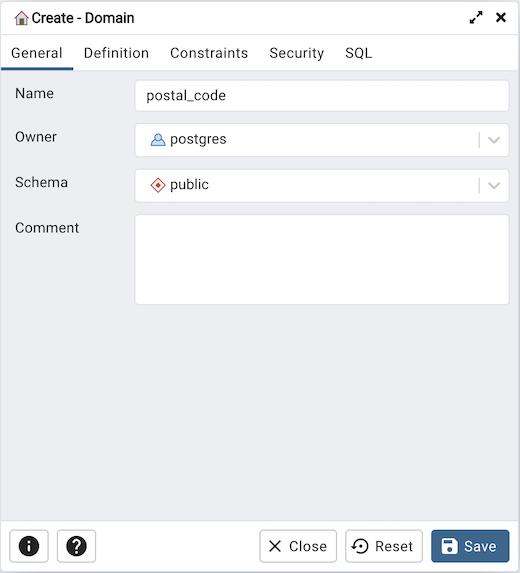 Create - Domain
General Definition Constraints Security SQL
Name postal_code
Owner postgres
Schema public
Comment
Close Reset Save